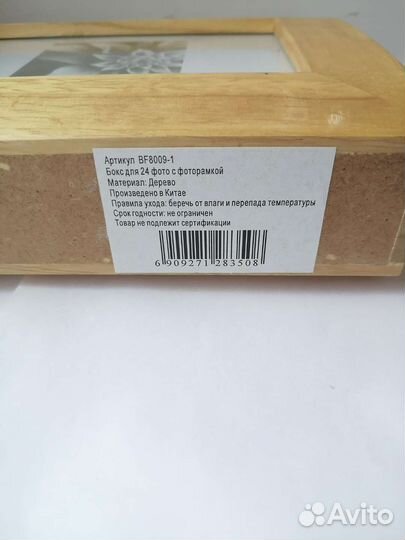 Артикул BF8009-1
Бокс для 24 фото с фоторамкой
Материал: Дерево
Произведено в Китае
Правила ухода: беречь от влаги и перепада температуры
Срок годности: не ограничен
Товар не подлежит сертификации
6 909271 283508
Avito